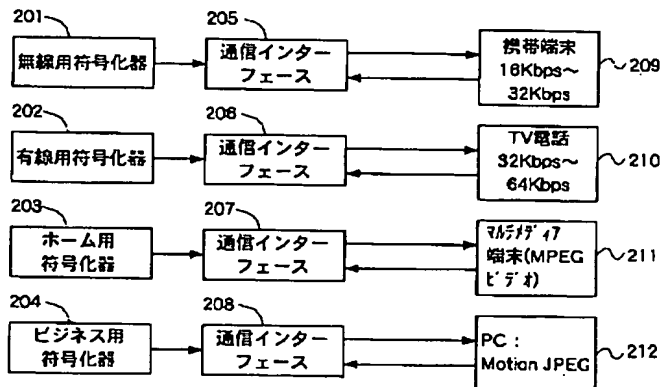 201
無線用符号化器
205
通信インター
フェース
携帯端末
16Kbps～
32Kbps
209
202
有線用符号化器
206
通信インター
フェース
TV電話
32Kbps～
64Kbps
210
203
ホーム用
符号化器
207
通信インター
フェース
マルチメディア
端末(MPEG
ビデオ)
211
204
ビジネス用
符号化器
208
通信インター
フェース
PC：
Motion JPEG
212